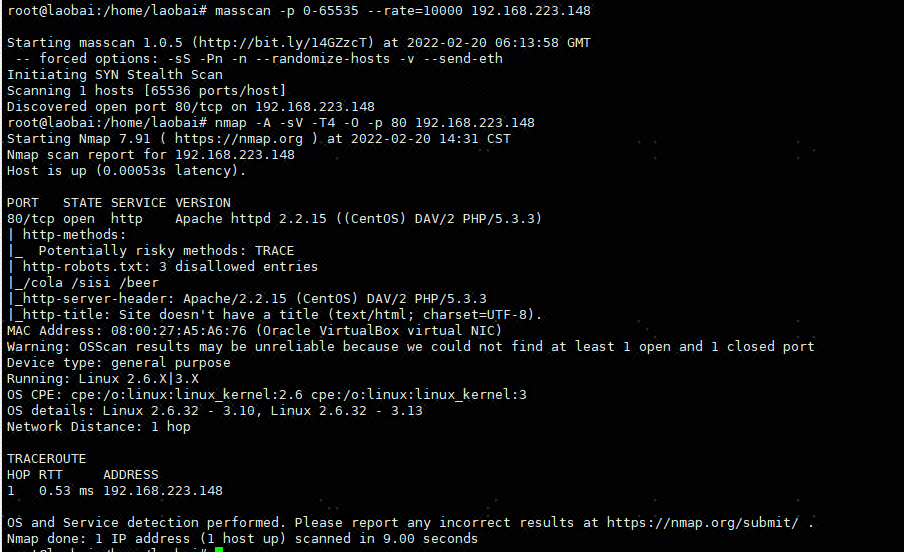 root@laobai:/home/laobai# masscan -p 0-65535 --rate=10000 192.168.223.148
Starting masscan 1.0.5 (http://bit.ly/14GZzcT) at 2022-02-20 06:13:58 GMT
 -- forced options: -sS -Pn -n --randomize-hosts -v --send-eth
Initiating SYN Stealth Scan
Scanning 1 hosts [65536 ports/host]
Discovered open port 80/tcp on 192.168.223.148
root@laobai:/home/laobai# nmap -A -sV -T4 -O -p 80 192.168.223.148
Starting Nmap 7.91 ( https://nmap.org ) at 2022-02-20 14:31 CST
Nmap scan report for 192.168.223.148
Host is up (0.00053s latency).
PORT   STATE SERVICE VERSION
80/tcp open  http    Apache httpd 2.2.15 ((CentOS) DAV/2 PHP/5.3.3)
| http-methods:
|_  Potentially risky methods: TRACE
| http-robots.txt: 3 disallowed entries
|_/cola /sisi /beer
|_http-server-header: Apache/2.2.15 (CentOS) DAV/2 PHP/5.3.3
|_http-title: Site doesn't have a title (text/html; charset=UTF-8).
MAC Address: 08:00:27:A5:A6:76 (Oracle VirtualBox virtual NIC)
Warning: OSScan results may be unreliable because we could not find at least 1 open and 1 closed port
Device type: general purpose
Running: Linux 2.6.X|3.X
OS CPE: cpe:/o:linux:linux_kernel:2.6 cpe:/o:linux:linux_kernel:3
OS details: Linux 2.6.32 - 3.10, Linux 2.6.32 - 3.13
Network Distance: 1 hop
TRACEROUTE
HOP RTT     ADDRESS
1   0.53 ms 192.168.223.148
OS and Service detection performed. Please report any incorrect results at https://nmap.org/submit/ .
Nmap done: 1 IP address (1 host up) scanned in 9.00 seconds